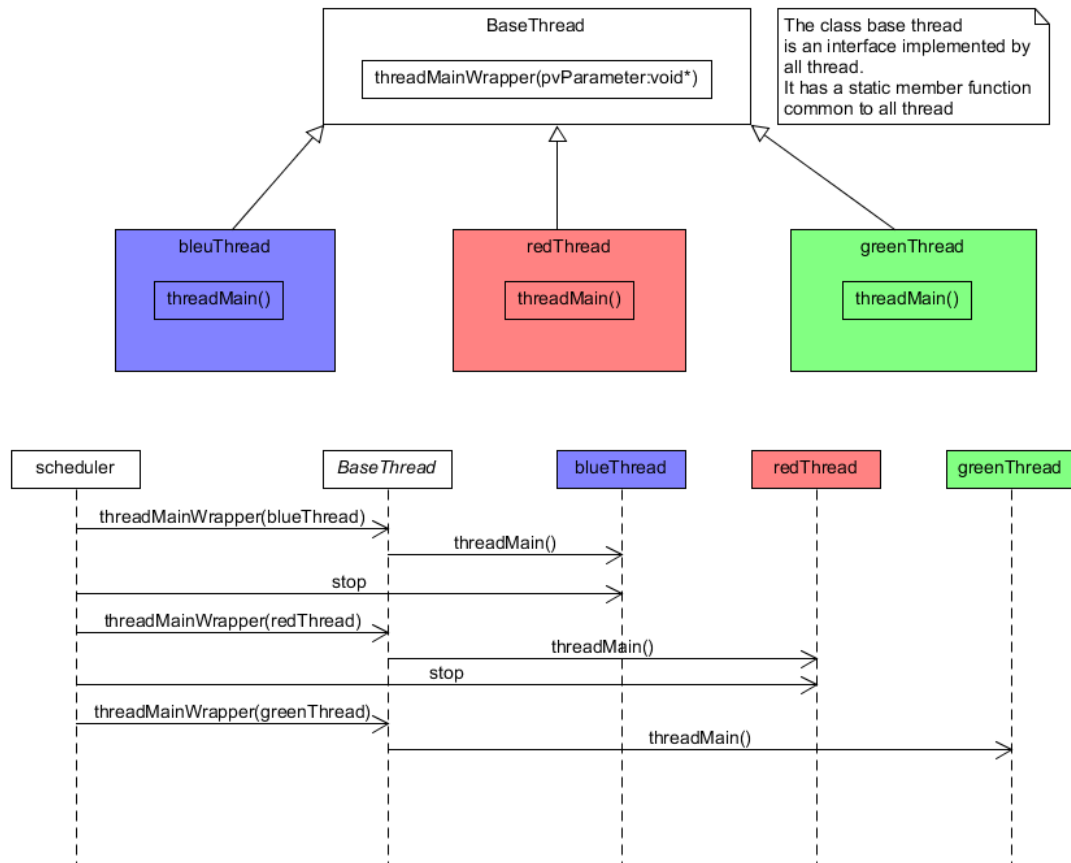 BaseThread
threadMainWrapper(pvParameter:void*)
The class base thread
is an interface implemented by
all thread.
It has a static member function
common to all thread
bleuThread
threadMain()
redThread
threadMain()
greenThread
threadMain()
scheduler
BaseThread
blueThread
redThread
greenThread
threadMainWrapper(blueThread)
threadMain()
stop
threadMainWrapper(redThread)
threadMain()
stop
threadMainWrapper(greenThread)
threadMain()